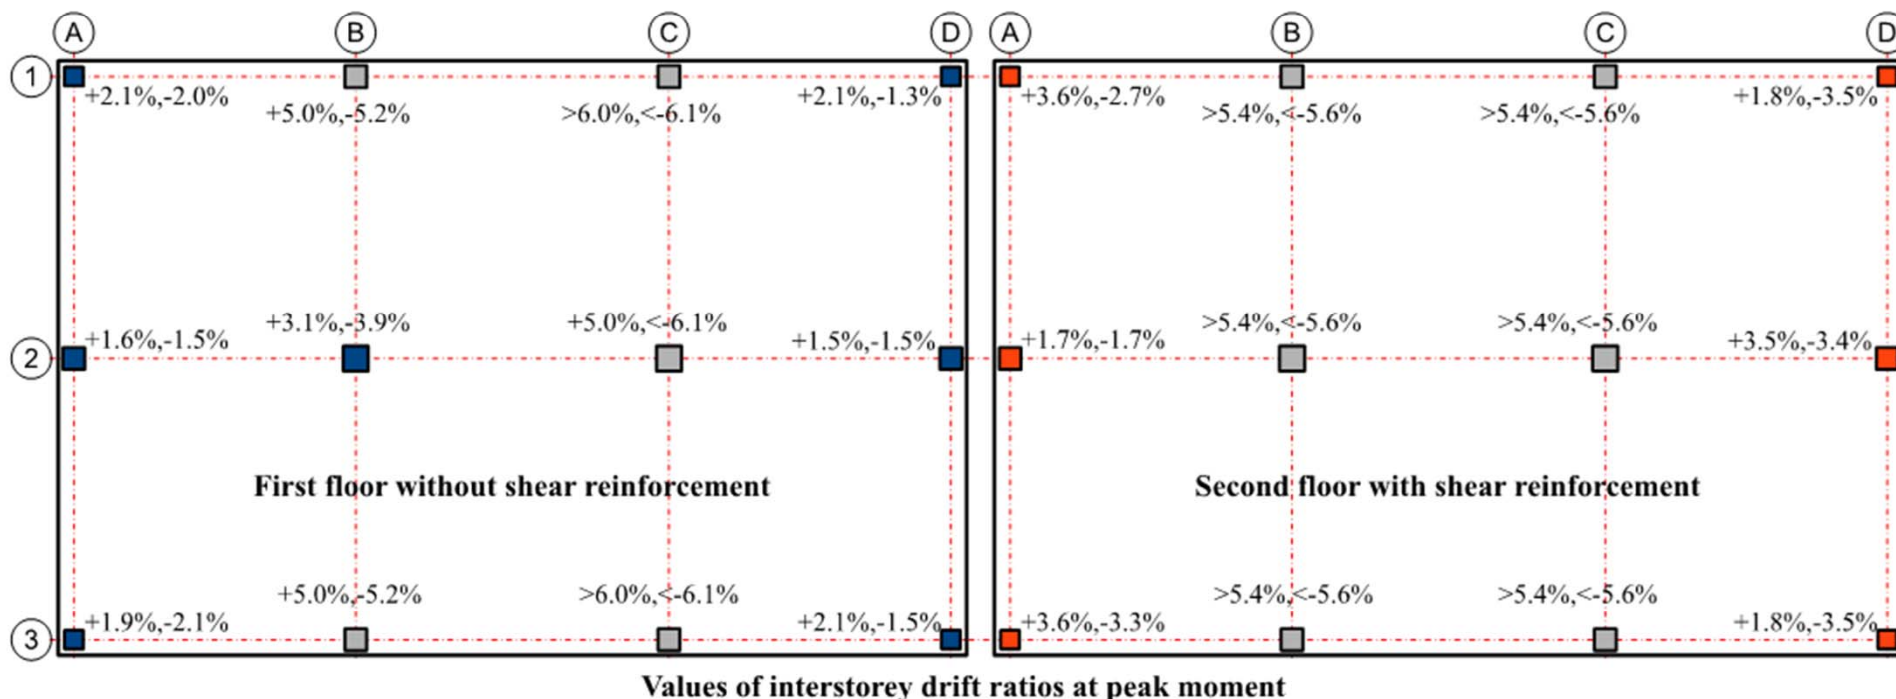 A B C D A B C D
1
+2.1%,-2.0% +5.0%,-5.2% >6.0%,<-6.1% +2.1%,-1.3% +3.6%,-2.7% >5.4%,<-5.6% >5.4%,<-5.6% +1.8%,-3.5%
+1.6%,-1.5% +3.1%,-3.9% +5.0%,<-6.1% +1.5%,-1.5% +1.7%,-1.7% >5.4%,<-5.6% >5.4%,<-5.6% +3.5%,-3.4%
2
First floor without shear reinforcement Second floor with shear reinforcement
+5.0%,-5.2% >6.0%,<-6.1% >5.4%,<-5.6% >5.4%,<-5.6%
+1.9%,-2.1% +2.1%,-1.5% +3.6%,-3.3% +1.8%,-3.5%
3
Values of interstorey drift ratios at peak moment